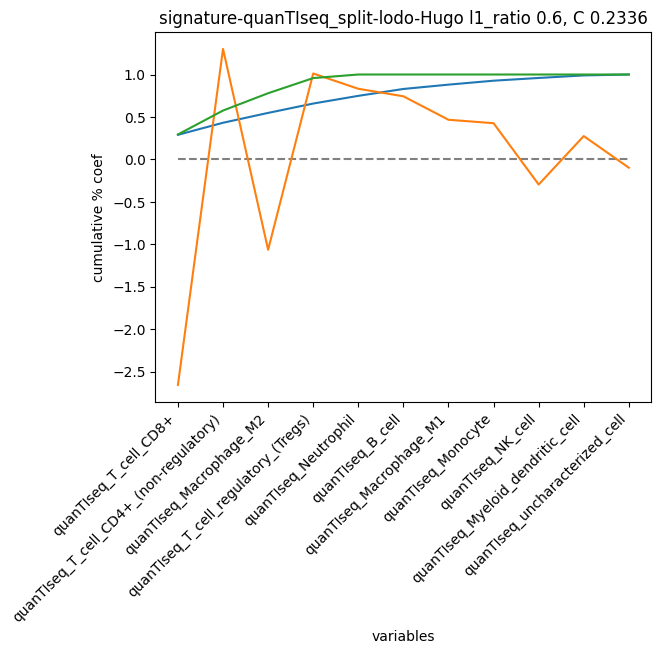 signature-quanTIseq_split-lodo-Hugo l1_ratio 0.6, C 0.2336
cumulative % coef
1.0
0.5
0.0
−0.5
−1.0
−1.5
−2.0
−2.5
quanTIseq_T_cell_CD8+
quanTIseq_T_cell_CD4+_(non-regulatory)
quanTIseq_Macrophage_M2
quanTIseq_T_cell_regulatory_(Tregs)
quanTIseq_Neutrophil
quanTIseq_B_cell
quanTIseq_Macrophage_M1
quanTIseq_Monocyte
quanTIseq_NK_cell
quanTIseq_Myeloid_dendritic_cell
quanTIseq_uncharacterized_cell
variables